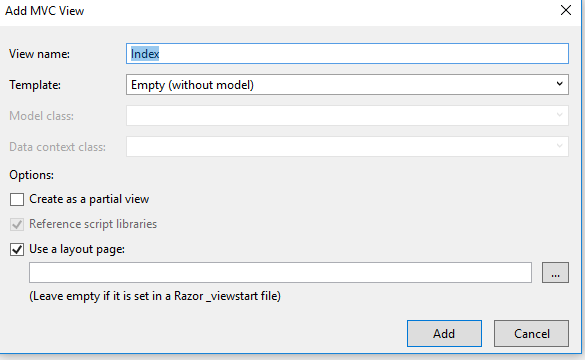 Add MVC View
View name: Index
Template: Empty (without model)
Model class:
Data context class:
Options:
Create as a partial view
Reference script libraries
Use a layout page:
...
(Leave empty if it is set in a Razor _viewstart file)
Add Cancel